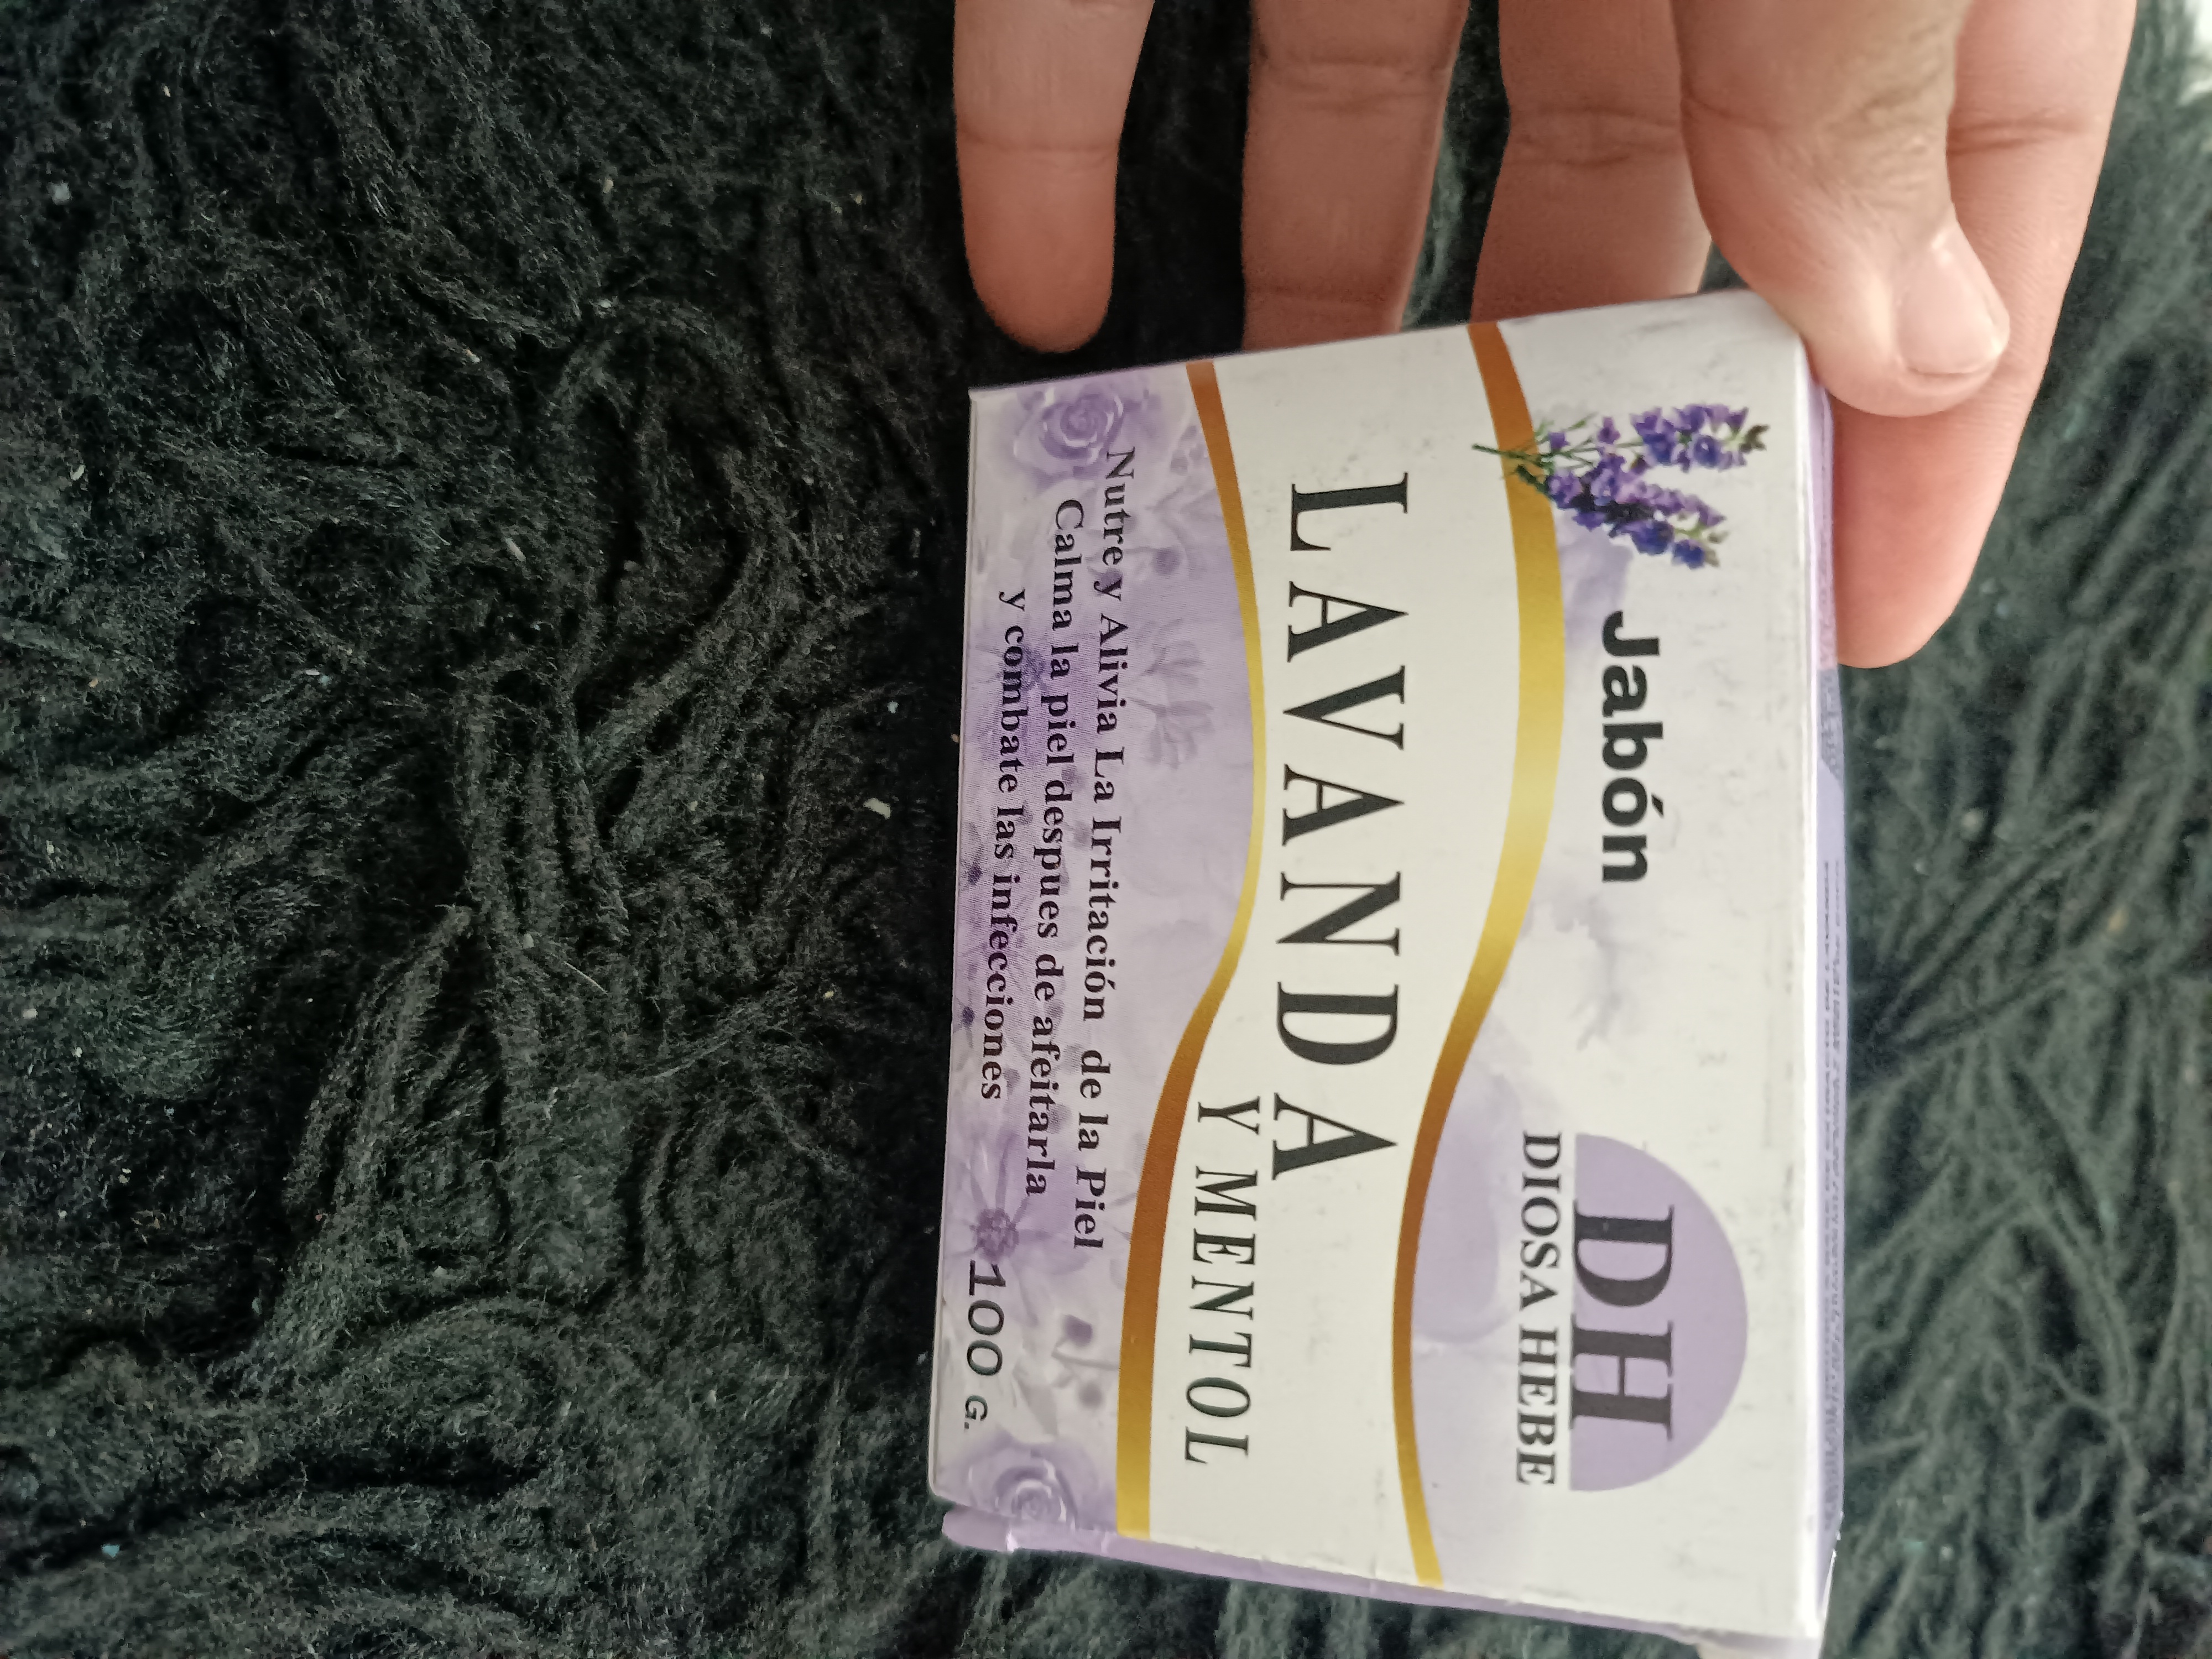 Jabón
DH
DIOSA HEBE
LAVANDA
Y MENTOL
Nutre y Alivia La Irritación de la Piel
Calma la piel despues de afeitarla
y combate las infecciones
100 G.